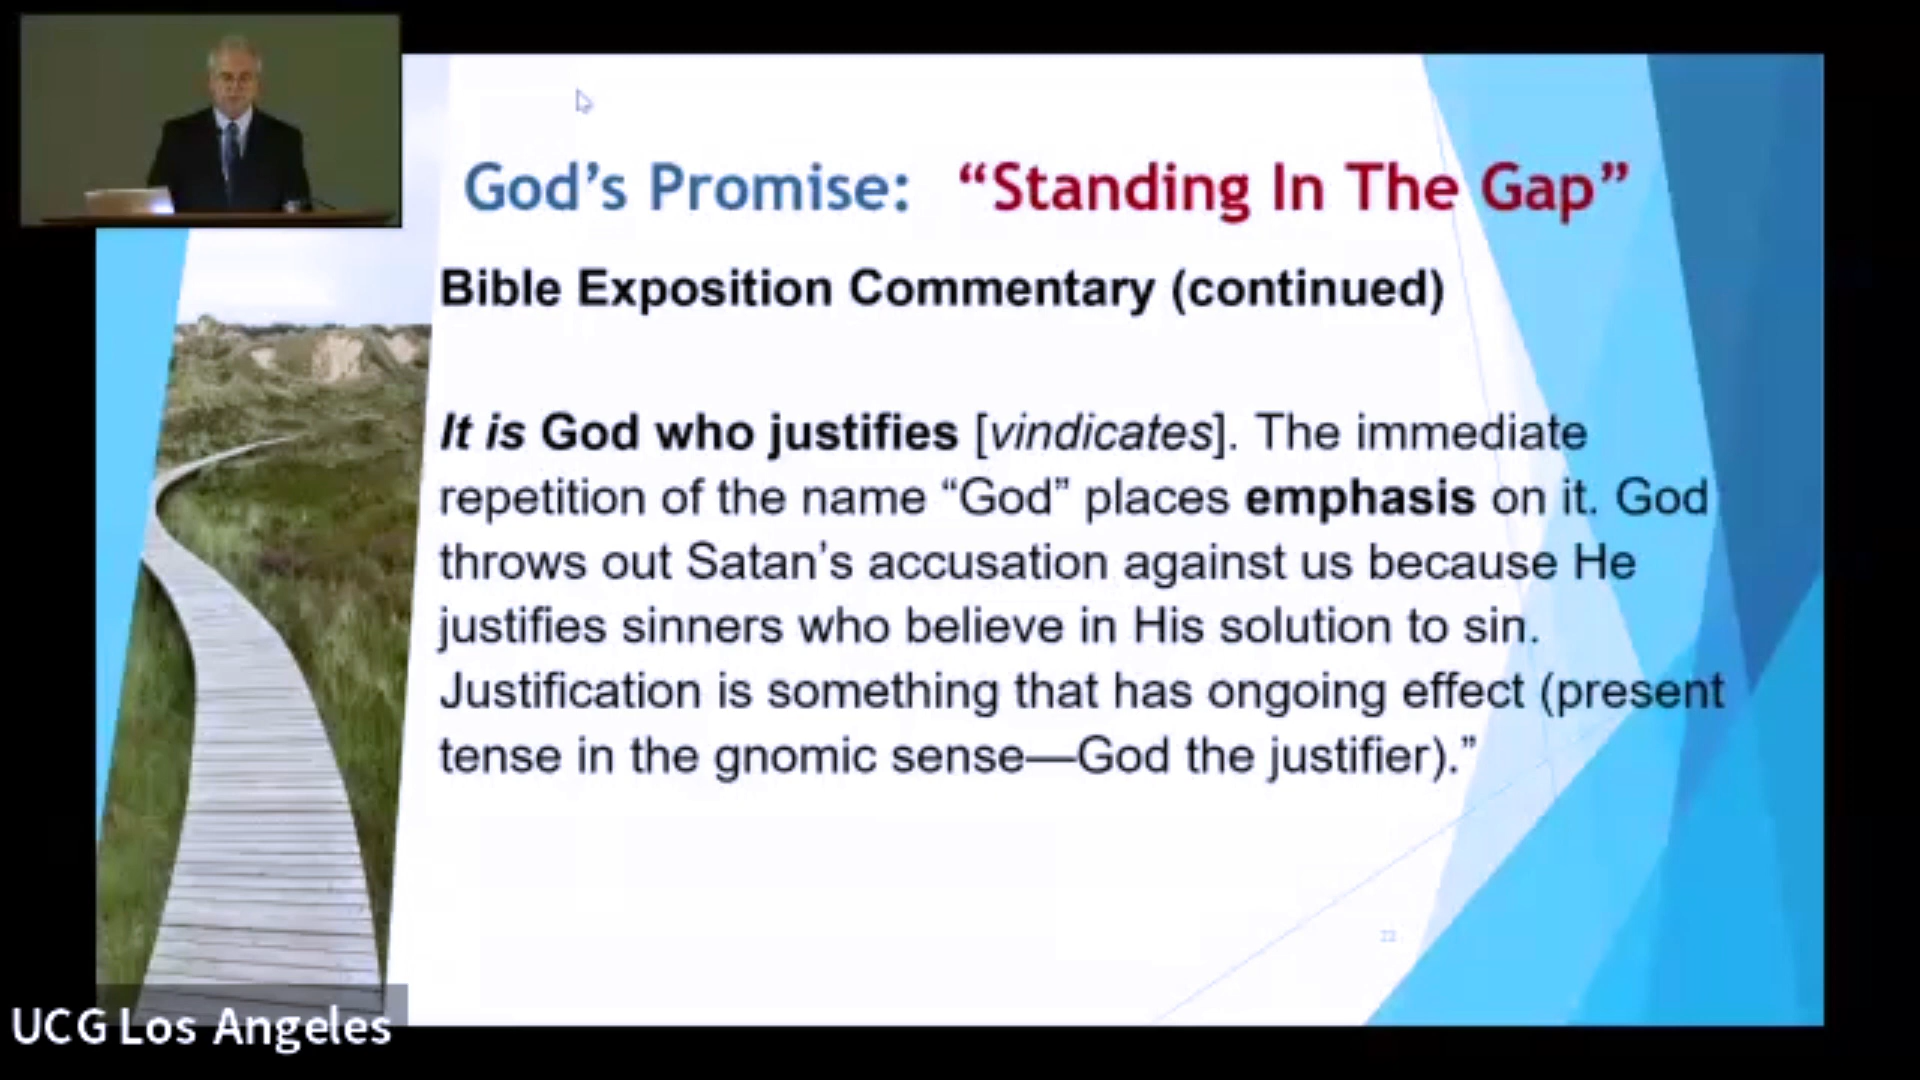 God’s Promise: “Standing In The Gap”
Bible Exposition Commentary (continued)
It is God who justifies [vindicates]. The immediate
repetition of the name “God” places emphasis on it. God
throws out Satan’s accusation against us because He
justifies sinners who believe in His solution to sin.
Justification is something that has ongoing effect (present
tense in the gnomic sense—God the justifier).”
UCG Los Angeles